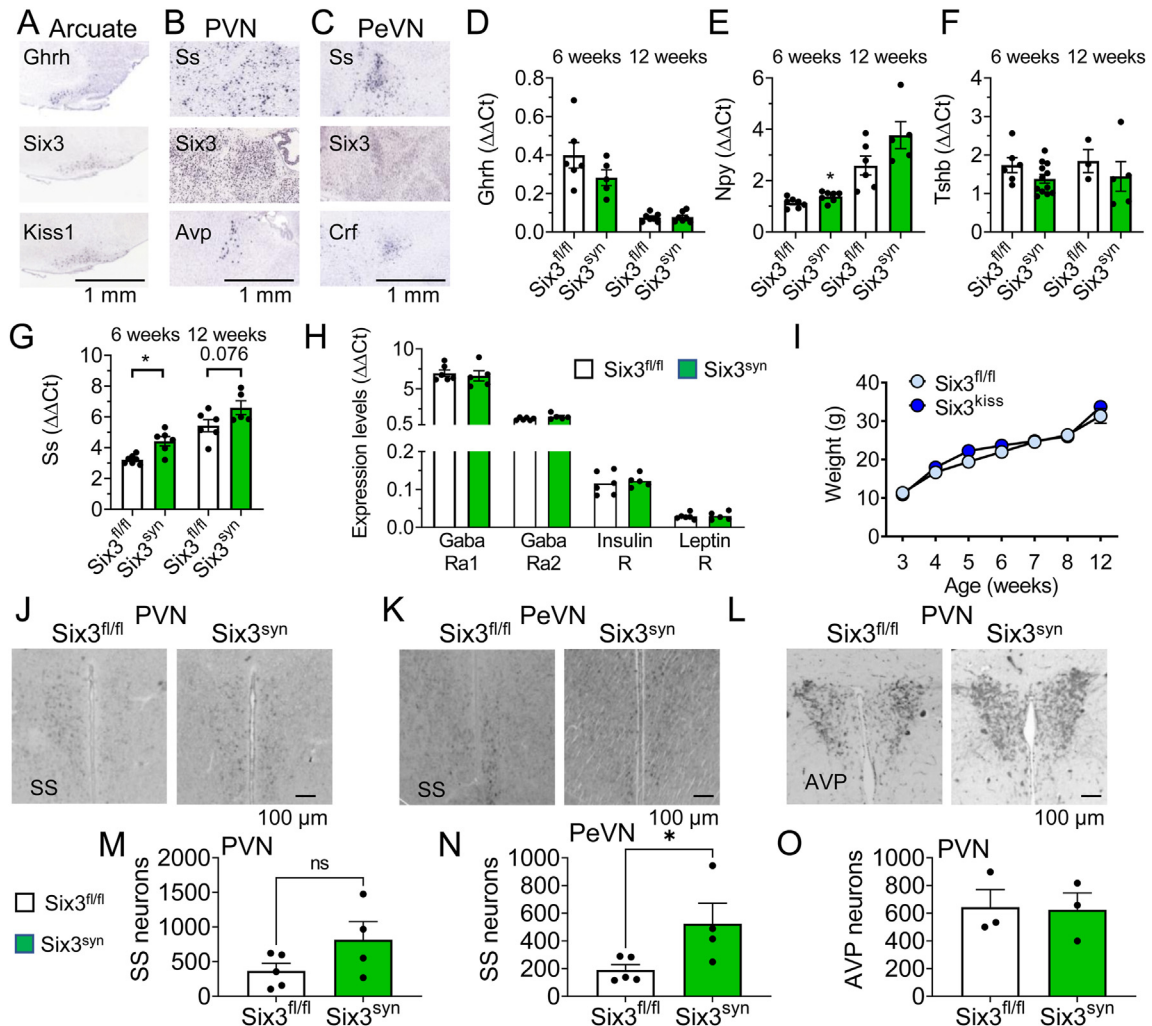 A Arcuate
Ghrh
Six3
Kiss1
1 mm
B PVN
Ss
Six3
Avp
1 mm
C PeVN
Ss
Six3
Crf
1 mm
D
6 weeks 12 weeks
Ghrh (ΔΔCt)
0.8
0.6
0.4
0.2
0.0
Six3fl/fl
Six3syn
Six3fl/fl
Six3syn
E
6 weeks 12 weeks
Npy (ΔΔCt)
6
4
2
0
*
Six3fl/fl
Six3syn
Six3fl/fl
Six3syn
F
6 weeks 12 weeks
Tshb (ΔΔCt)
4
3
2
1
0
Six3fl/fl
Six3syn
Six3fl/fl
Six3syn
G
6 weeks 12 weeks
* 0.076
Ss (ΔΔCt)
10
8
6
4
2
0
Six3fl/fl
Six3syn
Six3fl/fl
Six3syn
H
Expression levels (ΔΔCt)
10
5
0.5
0.2
0.1
0.0
Six3fl/fl Six3syn
Gaba Gaba Insulin Leptin
Ra1 Ra2 R R
I
Six3fl/fl
Six3kiss
Weight (g)
40
30
20
10
0
3 4 5 6 7 8 12
Age (weeks)
J PVN
Six3fl/fl Six3syn
SS
100 μm
K PeVN
Six3fl/fl Six3syn
SS
100 μm
L PVN
Six3fl/fl Six3syn
AVP
100 μm
Six3fl/fl
Six3syn
M PVN
ns
SS neurons
2000
1500
1000
500
0
Six3fl/fl Six3syn
N PeVN
*
SS neurons
1000
800
600
400
200
0
Six3fl/fl Six3syn
O PVN
AVP neurons
1000
800
600
400
200
0
Six3fl/fl Six3syn